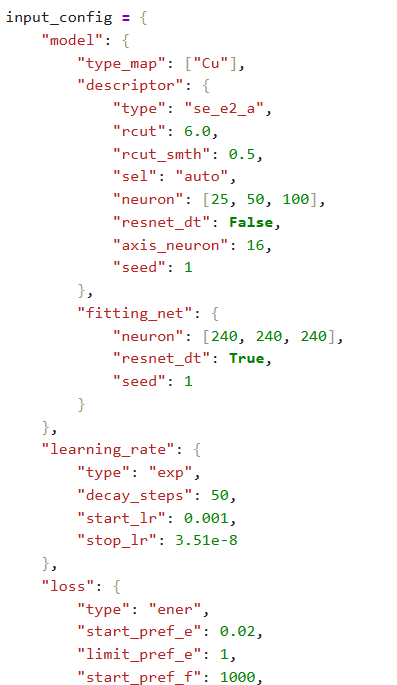 input_config = {
    "model": {
        "type_map": ["Cu"],
        "descriptor": {
            "type": "se_e2_a",
            "rcut": 6.0,
            "rcut_smth": 0.5,
            "sel": "auto",
            "neuron": [25, 50, 100],
            "resnet_dt": False,
            "axis_neuron": 16,
            "seed": 1
        },
        "fitting_net": {
            "neuron": [240, 240, 240],
            "resnet_dt": True,
            "seed": 1
        }
    },
    "learning_rate": {
        "type": "exp",
        "decay_steps": 50,
        "start_lr": 0.001,
        "stop_lr": 3.51e-8
    },
    "loss": {
        "type": "ener",
        "start_pref_e": 0.02,
        "limit_pref_e": 1,
        "start_pref_f": 1000,